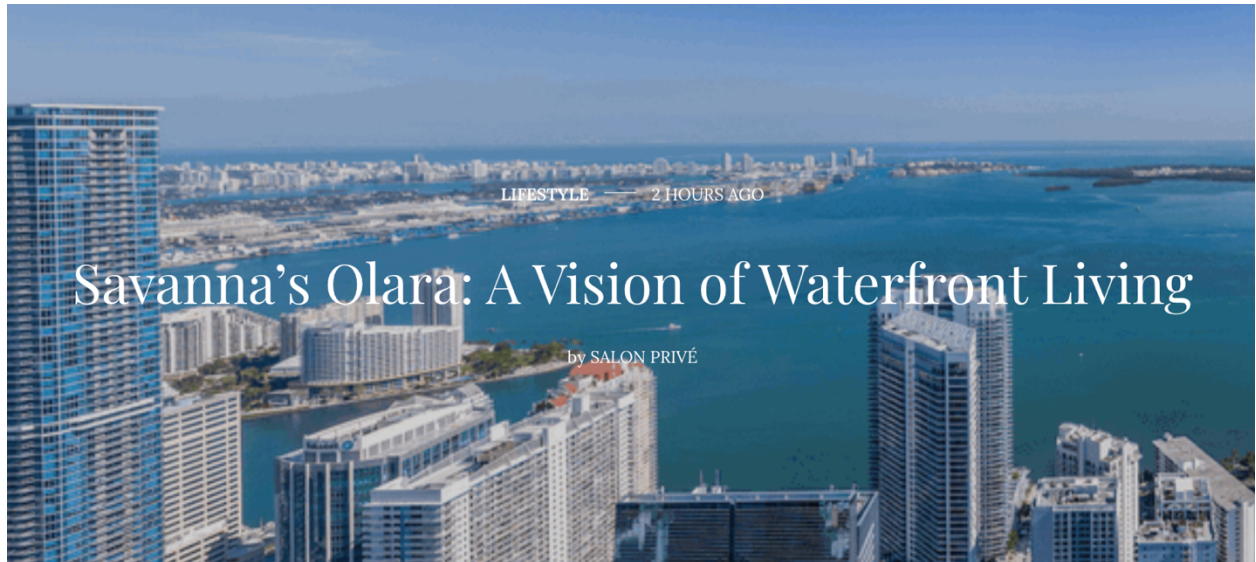 LIFESTYLE — 2 HOURS AGO
Savanna’s Olara: A Vision of Waterfront Living
by SALON PRIVÉ